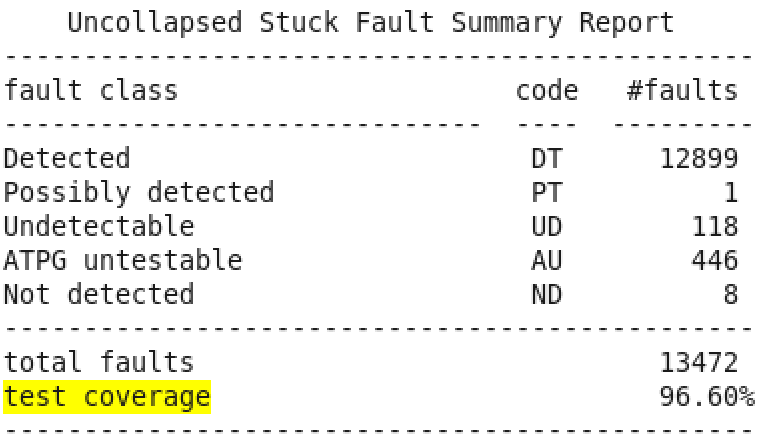 Uncollapsed Stuck Fault Summary Report
-----------------------------------------------
fault class                     code   #faults
------------------------------  ----  ---------
Detected                         DT      12899
Possibly detected                PT          1
Undetectable                     UD        118
ATPG untestable                  AU        446
Not detected                     ND          8
-----------------------------------------------
total faults                             13472
test coverage                            96.60%
-----------------------------------------------